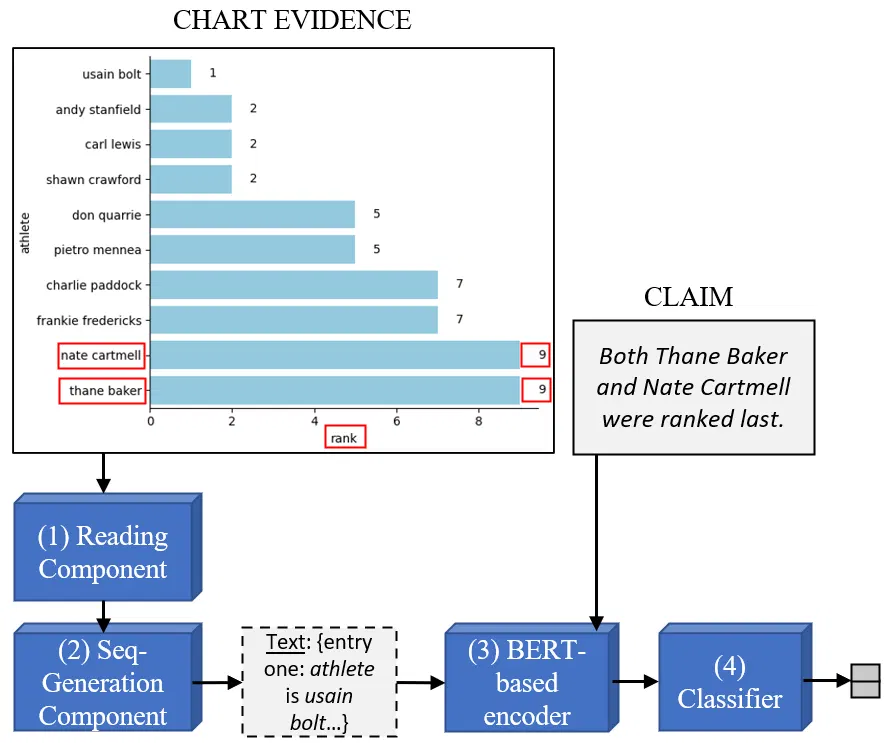 CHART EVIDENCE
athlete
usain bolt 1
andy stanfield 2
carl lewis 2
shawn crawford 2
don quarrie 5
pietro mennea 5
charlie paddock 7
frankie fredericks 7
nate cartmell 9
thane baker 9
0 2 4 6 8
rank
CLAIM
Both Thane Baker
and Nate Cartmell
were ranked last.
(1) Reading
Component
(2) Seq-
Generation
Component
Text: {entry
one: athlete
is usain
bolt...}
(3) BERT-
based
encoder
(4)
Classifier